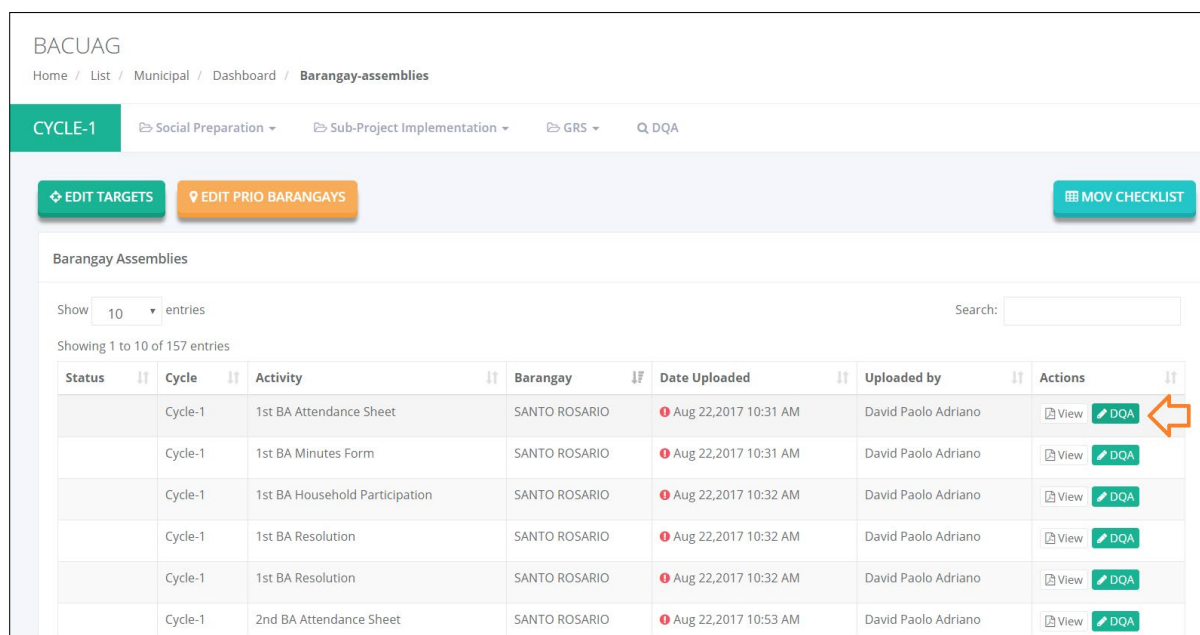 BACUAG
Home / List / Municipal / Dashboard / Barangay-assemblies
CYCLE-1 Social Preparation Sub-Project Implementation GRS DQA
EDIT TARGETS EDIT PRIO BARANGAYS MOV CHECKLIST
Barangay Assemblies
Show 10 entries Search:
Showing 1 to 10 of 157 entries
Status Cycle Activity Barangay Date Uploaded Uploaded by Actions
Cycle-1 1st BA Attendance Sheet SANTO ROSARIO Aug 22,2017 10:31 AM David Paolo Adriano View DQA
Cycle-1 1st BA Minutes Form SANTO ROSARIO Aug 22,2017 10:31 AM David Paolo Adriano View DQA
Cycle-1 1st BA Household Participation SANTO ROSARIO Aug 22,2017 10:32 AM David Paolo Adriano View DQA
Cycle-1 1st BA Resolution SANTO ROSARIO Aug 22,2017 10:32 AM David Paolo Adriano View DQA
Cycle-1 1st BA Resolution SANTO ROSARIO Aug 22,2017 10:32 AM David Paolo Adriano View DQA
Cycle-1 2nd BA Attendance Sheet SANTO ROSARIO Aug 22,2017 10:53 AM David Paolo Adriano View DQA